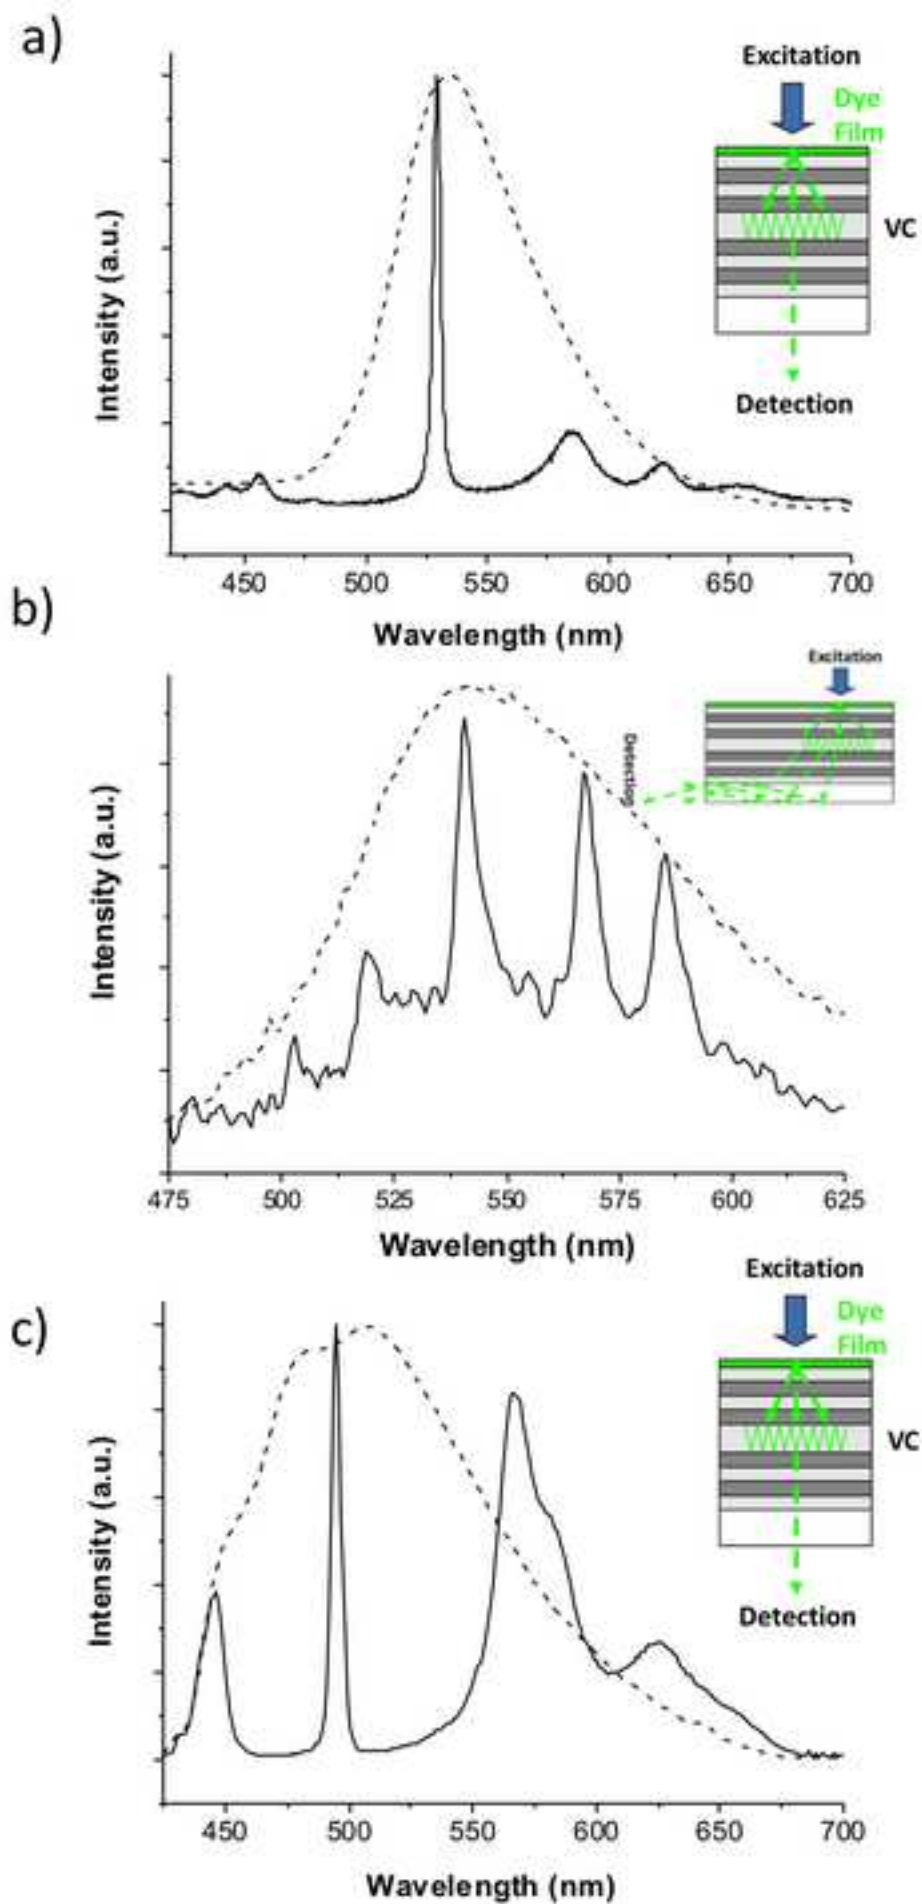 a)
Excitation
Dye
Film
VC
Detection
Intensity (a.u.)
450 500 550 600 650 700
Wavelength (nm)
b)
Excitation
Detection
Intensity (a.u.)
475 500 525 550 575 600 625
Wavelength (nm)
c)
Excitation
Dye
Film
VC
Detection
Intensity (a.u.)
450 500 550 600 650 700
Wavelength (nm)